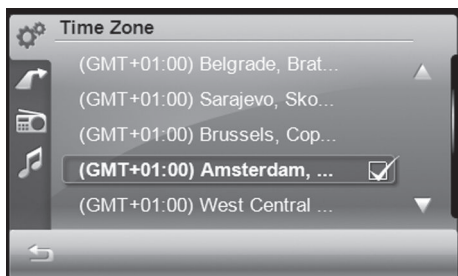 Time Zone
(GMT+01:00) Belgrade, Brat...
(GMT+01:00) Sarajevo, Sko...
(GMT+01:00) Brussels, Cop...
(GMT+01:00) Amsterdam, ...
(GMT+01:00) West Central ...